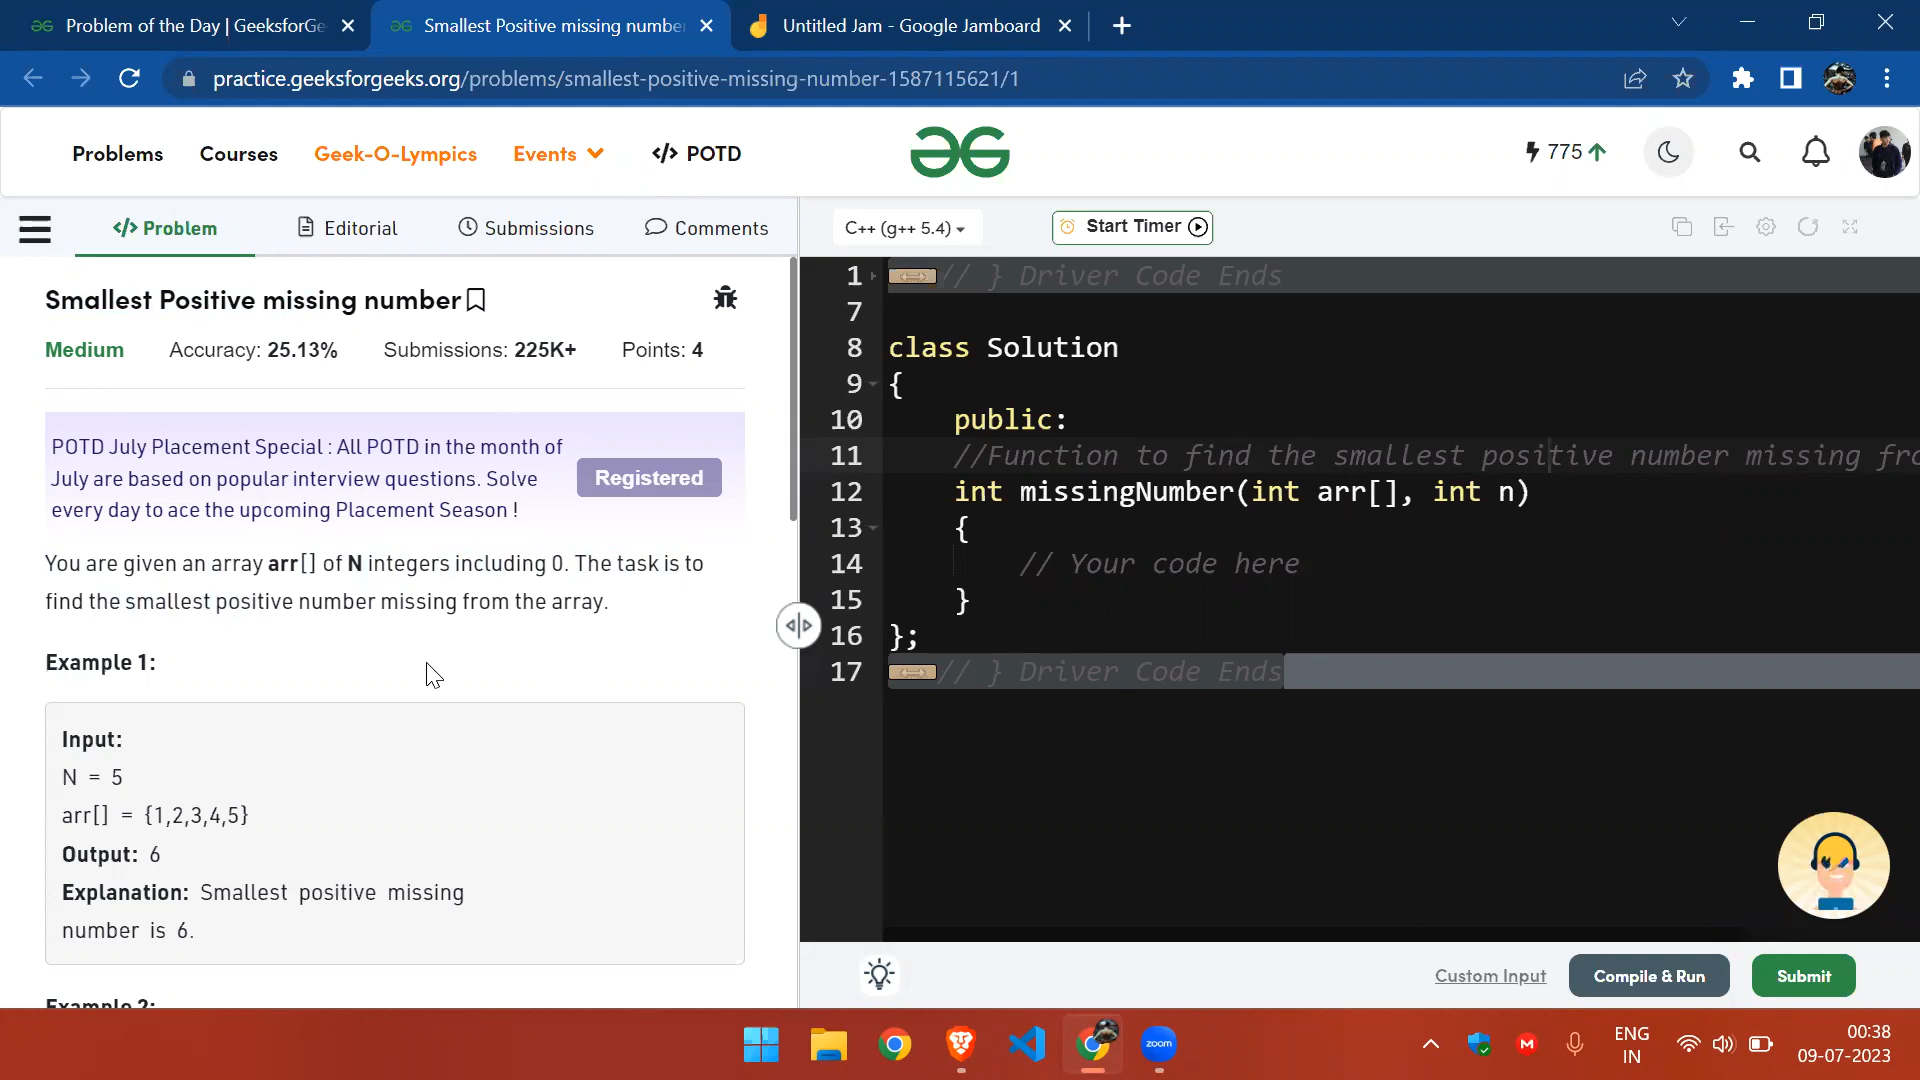 Problem of the Day | GeeksforGe
Smallest Positive missing numbe
Untitled Jam - Google Jamboard
practice.geeksforgeeks.org/problems/smallest-positive-missing-number-1587115621/1
Problems
Courses
Geek-O-Lympics
Events
</> POTD
775
</> Problem
Editorial
Submissions
Comments
C++ (g++ 5.4)
Start Timer
Smallest Positive missing number
Medium
Accuracy: 25.13%
Submissions: 225K+
Points: 4
POTD July Placement Special : All POTD in the month of
July are based on popular interview questions. Solve
every day to ace the upcoming Placement Season !
Registered
You are given an array arr[] of N integers including 0. The task is to
find the smallest positive number missing from the array.
Example 1:
Input:
N = 5
arr[] = {1,2,3,4,5}
Output: 6
Explanation: Smallest positive missing
number is 6.
Example 2:
1 // } Driver Code Ends
7
8 class Solution
9 {
10 public:
11 //Function to find the smallest positive number missing fro
12 int missingNumber(int arr[], int n)
13 {
14 // Your code here
15 }
16 };
17 // } Driver Code Ends
Custom Input
Compile & Run
Submit
zoom
M
ENG
IN
00:38
09-07-2023